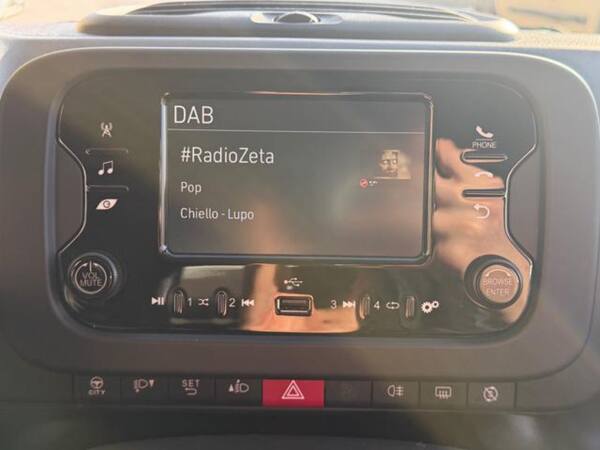 DAB
#RadioZeta
Pop
Chiello - Lupo
PHONE
VOL
MUTE
BROWSE
ENTER
1
2
3
4
CITY
SET